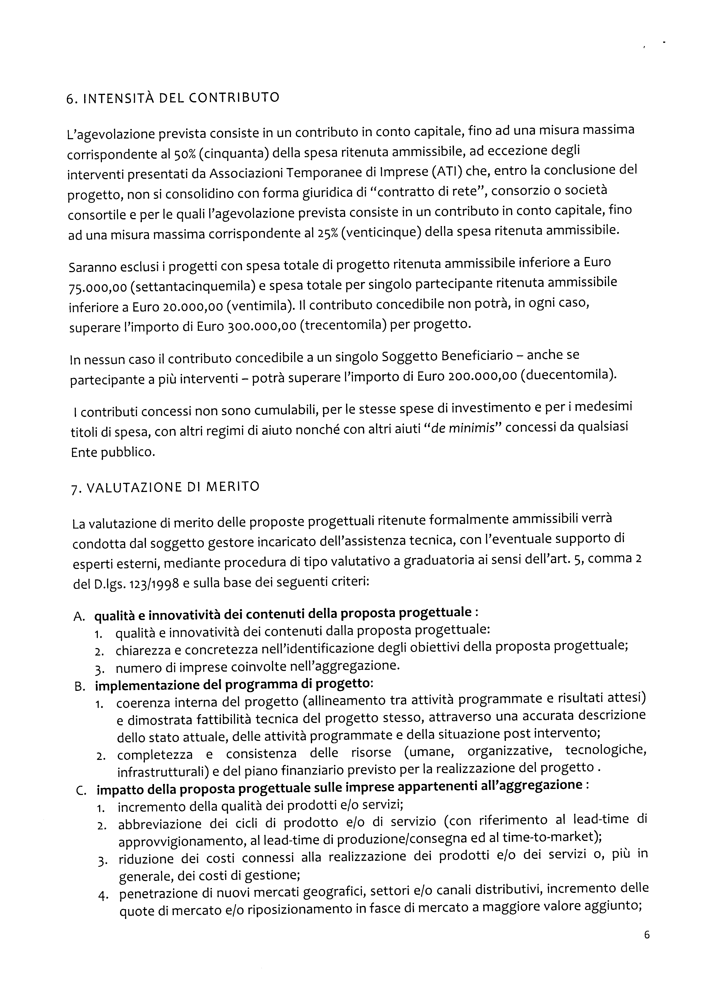 6. INTENSITÀ DEL CONTRIBUTO
L'agevolazione prevista consiste in un contributo in conto capitale, fino ad una misura massima
corrispondente al 50% (cinquanta) della spesa ritenuta ammissibile, ad eccezione degli
interventi presentati da Associazioni Temporanee di Imprese (ATI) che, entro la conclusione del
progetto, non si consolidino con forma giuridica di “contratto di rete”, consorzio o società
consortile e per le quali l'agevolazione prevista consiste in un contributo in conto capitale, fino
ad una misura massima corrispondente al 25% (venticinque) della spesa ritenuta ammissibile.
Saranno esclusi i progetti con spesa totale di progetto ritenuta ammissibile inferiore a Euro
75.000,00 (settantacinquemila) e spesa totale per singolo partecipante ritenuta ammissibile
inferiore a Euro 20.000,00 (ventimila). Il contributo concedibile non potrà, in ogni caso,
superare l'importo di Euro 300.000,00 (trecentomila) per progetto.
In nessun caso il contributo concedibile a un singolo Soggetto Beneficiario – anche se
partecipante a più interventi – potrà superare l'importo di Euro 200.000,00 (duecentomila).
I contributi concessi non sono cumulabili, per le stesse spese di investimento e per i medesimi
titoli di spesa, con altri regimi di aiuto nonché con altri aiuti “de minimis” concessi da qualsiasi
Ente pubblico.
7. VALUTAZIONE DI MERITO
La valutazione di merito delle proposte progettuali ritenute formalmente ammissibili verrà
condotta dal soggetto gestore incaricato dell'assistenza tecnica, con l'eventuale supporto di
esperti esterni, mediante procedura di tipo valutativo a graduatoria ai sensi dell'art. 5, comma 2
del D.lgs. 123/1998 e sulla base dei seguenti criteri:
A. qualità e innovatività dei contenuti della proposta progettuale :
1. qualità e innovatività dei contenuti dalla proposta progettuale:
2. chiarezza e concretezza nell'identificazione degli obiettivi della proposta progettuale;
3. numero di imprese coinvolte nell'aggregazione.
B. implementazione del programma di progetto:
1. coerenza interna del progetto (allineamento tra attività programmate e risultati attesi)
e dimostrata fattibilità tecnica del progetto stesso, attraverso una accurata descrizione
dello stato attuale, delle attività programmate e della situazione post intervento;
2. completezza e consistenza delle risorse (umane, organizzative, tecnologiche,
infrastrutturali) e del piano finanziario previsto per la realizzazione del progetto .
C. impatto della proposta progettuale sulle imprese appartenenti all'aggregazione :
1. incremento della qualità dei prodotti e/o servizi;
2. abbreviazione dei cicli di prodotto e/o di servizio (con riferimento al lead-time di
approvvigionamento, al lead-time di produzione/consegna ed al time-to-market);
3. riduzione dei costi connessi alla realizzazione dei prodotti e/o dei servizi o, più in
generale, dei costi di gestione;
4. penetrazione di nuovi mercati geografici, settori e/o canali distributivi, incremento delle
quote di mercato e/o riposizionamento in fasce di mercato a maggiore valore aggiunto;
6